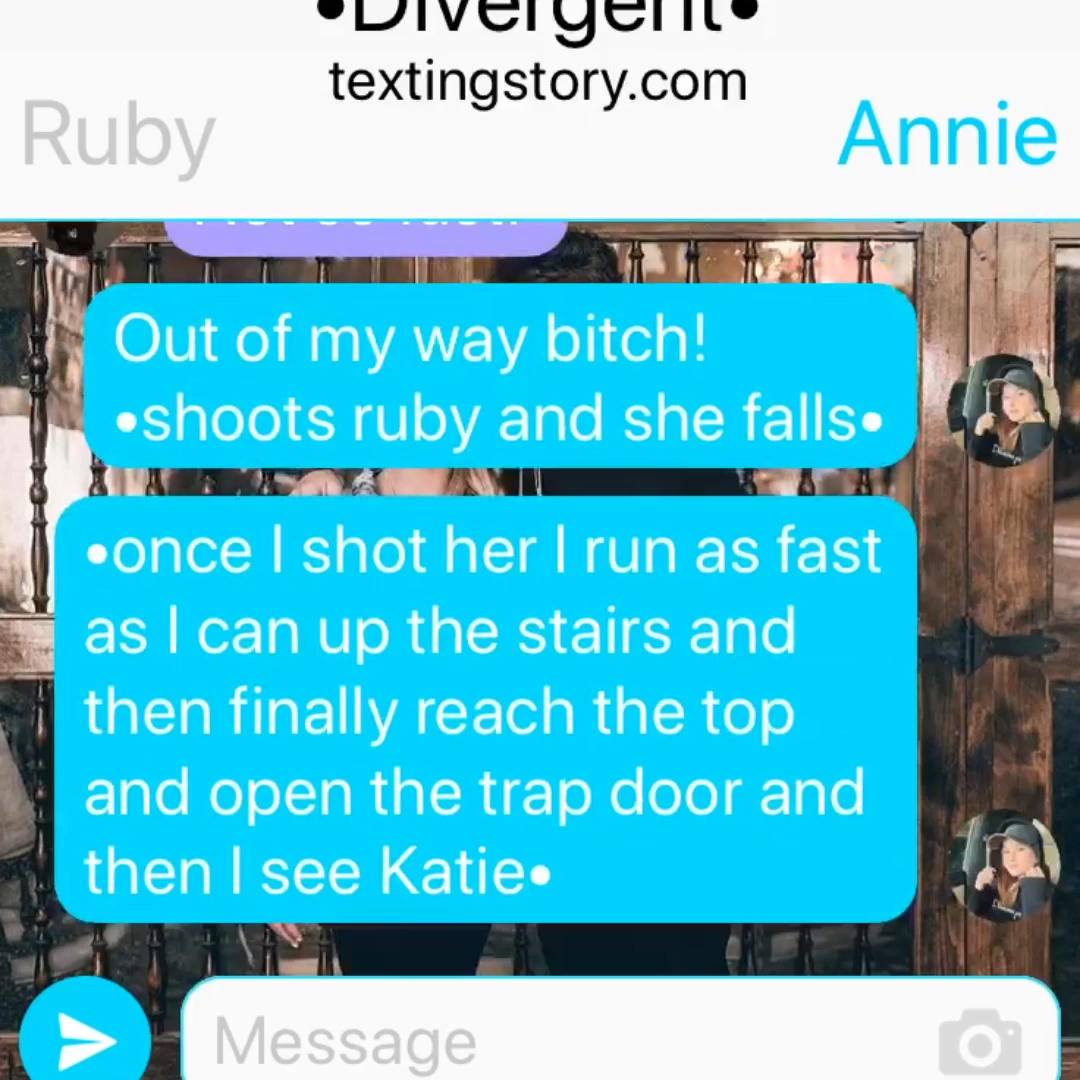 •Divergent•
textingstory.com
Ruby
Annie
Out of my way bitch!
•shoots ruby and she falls•
•once I shot her I run as fast
as I can up the stairs and
then finally reach the top
and open the trap door and
then I see Katie•
Message